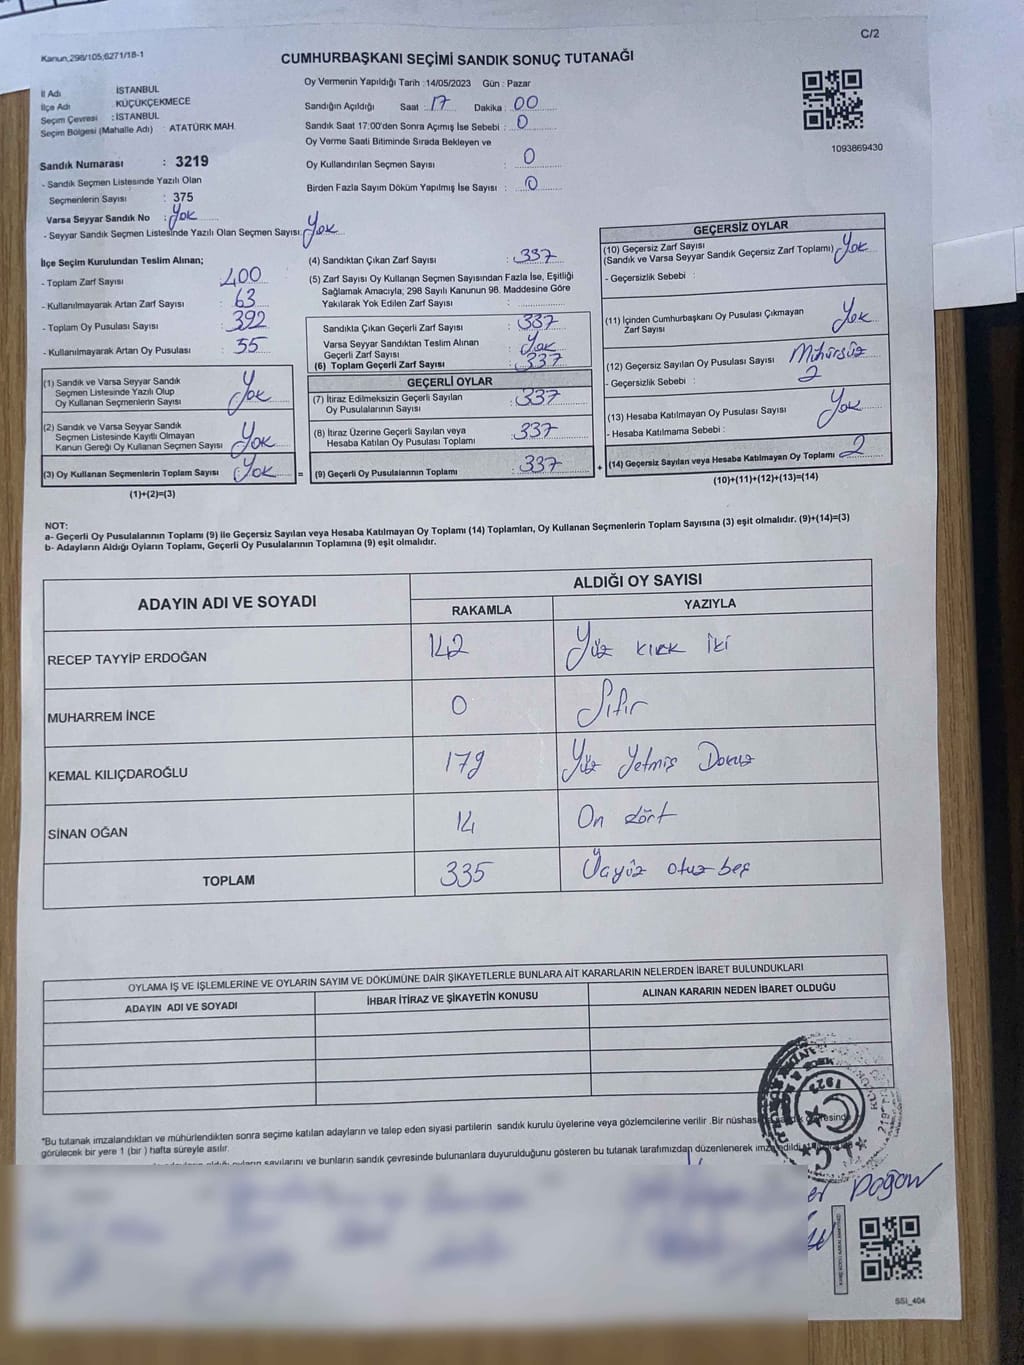 C/2
Kanun,298/105;6271/18-1
CUMHURBAŞKANI SEÇİMİ SANDIK SONUÇ TUTANAĞI
İl Adı : İSTANBUL
İlçe Adı : KÜÇÜKÇEKMECE
Seçim Çevresi : İSTANBUL
Seçim Bölgesi (Mahalle Adı) : ATATÜRK MAH.
Sandık Numarası : 3219
- Sandık Seçmen Listesinde Yazılı Olan
Seçmenlerin Sayısı : 375
Varsa Seyyar Sandık No : Yok
- Seyyar Sandık Seçmen Listesinde Yazılı Olan Seçmen Sayısı: Yok
Oy Vermenin Yapıldığı Tarih : 14/05/2023 Gün : Pazar
Sandığın Açıldığı Saat : 17 Dakika : 00
Sandık Saat 17:00'den Sonra Açımış İse Sebebi : 0
Oy Verme Saati Bitiminde Sırada Bekleyen ve
Oy Kullandırılan Seçmen Sayısı : 0
Birden Fazla Sayım Döküm Yapılmış İse Sayısı : 0
1093869430
İlçe Seçim Kurulundan Teslim Alınan;
- Toplam Zarf Sayısı : 400
- Kullanılmayarak Artan Zarf Sayısı : 63
- Toplam Oy Pusulası Sayısı : 392
- Kullanılmayarak Artan Oy Pusulası : 55
(1) Sandık ve Varsa Seyyar Sandık
Seçmen Listesinde Yazılı Olup
Oy Kullanan Seçmenlerin Sayısı : Yok
(2) Sandık ve Varsa Seyyar Sandık
Seçmen Listesinde Kayıtlı Olmayan
Kanun Gereği Oy Kullanan Seçmen Sayısı : Yok
(3) Oy Kullanan Seçmenlerin Toplam Sayısı : Yok
(1)+(2)=(3)
=
(4) Sandıktan Çıkan Zarf Sayısı : 337
(5) Zarf Sayısı Oy Kullanan Seçmen Sayısından Fazla İse, Eşitliği
Sağlamak Amacıyla; 298 Sayılı Kanunun 98. Maddesine Göre
Yakılarak Yok Edilen Zarf Sayısı :
Sandıkla Çıkan Geçerli Zarf Sayısı : 337
Varsa Seyyar Sandıktan Teslim Alınan
Geçerli Zarf Sayısı : Yok
(6) Toplam Geçerli Zarf Sayısı : 337
GEÇERLİ OYLAR
(7) İtiraz Edilmeksizin Geçerli Sayılan
Oy Pusulalarının Sayısı : 337
(8) İtiraz Üzerine Geçerli Sayılan veya
Hesaba Katılan Oy Pusulası Toplamı : 337
(9) Geçerli Oy Pusulalarının Toplamı : 337
+
GEÇERSİZ OYLAR
(10) Geçersiz Zarf Sayısı
(Sandık ve Varsa Seyyar Sandık Geçersiz Zarf Toplamı) : Yok
- Geçersizlik Sebebi :
(11) İçinden Cumhurbaşkanı Oy Pusulası Çıkmayan
Zarf Sayısı : Yok
(12) Geçersiz Sayılan Oy Pusulası Sayısı : Mühürsüz
- Geçersizlik Sebebi : 2
(13) Hesaba Katılmayan Oy Pusulası Sayısı : Yok
- Hesaba Katılmama Sebebi :
(14) Geçersiz Sayılan veya Hesaba Katılmayan Oy Toplamı : 2
(10)+(11)+(12)+(13)=(14)
NOT:
a- Geçerli Oy Pusulalarının Toplamı (9) ile Geçersiz Sayılan veya Hesaba Katılmayan Oy Toplamı (14) Toplamları, Oy Kullanan Seçmenlerin Toplam Sayısına (3) eşit olmalıdır. (9)+(14)=(3)
b- Adayların Aldığı Oyların Toplamı, Geçerli Oy Pusulalarının Toplamına (9) eşit olmalıdır.
ADAYIN ADI VE SOYADI
ALDIĞI OY SAYISI
RAKAMLA YAZIYLA
RECEP TAYYİP ERDOĞAN 142 Yüz kırk iki
MUHARREM İNCE 0 Sıfır
KEMAL KILIÇDAROĞLU 179 Yüz Yetmiş Dokuz
SİNAN OĞAN 14 On dört
TOPLAM 335 Üçyüz otuz beş
OYLAMA İŞ VE İŞLEMLERİNE VE OYLARIN SAYIM VE DÖKÜMÜNE DAİR ŞİKAYETLERLE BUNLARA AİT KARARLARIN NELERDEN İBARET BULUNDUKLARI
ADAYIN ADI VE SOYADI İHBAR İTİRAZ VE ŞİKAYETİN KONUSU ALINAN KARARIN NEDEN İBARET OLDUĞU
"Bu tutanak imzalandıktan ve mühürlendikten sonra seçime katılan adayların ve talep eden siyasi partilerin sandık kurulu üyelerine veya gözlemcilerine verilir .Bir nüshası
görülecek bir yere 1 (bir ) hafta süreyle asılır.
sayılarını ve bunların sandık çevresinde bulunanlara duyurulduğunu gösteren bu tutanak tarafımızdan düzenlenerek
T.C.
Doğan
SSİ_404